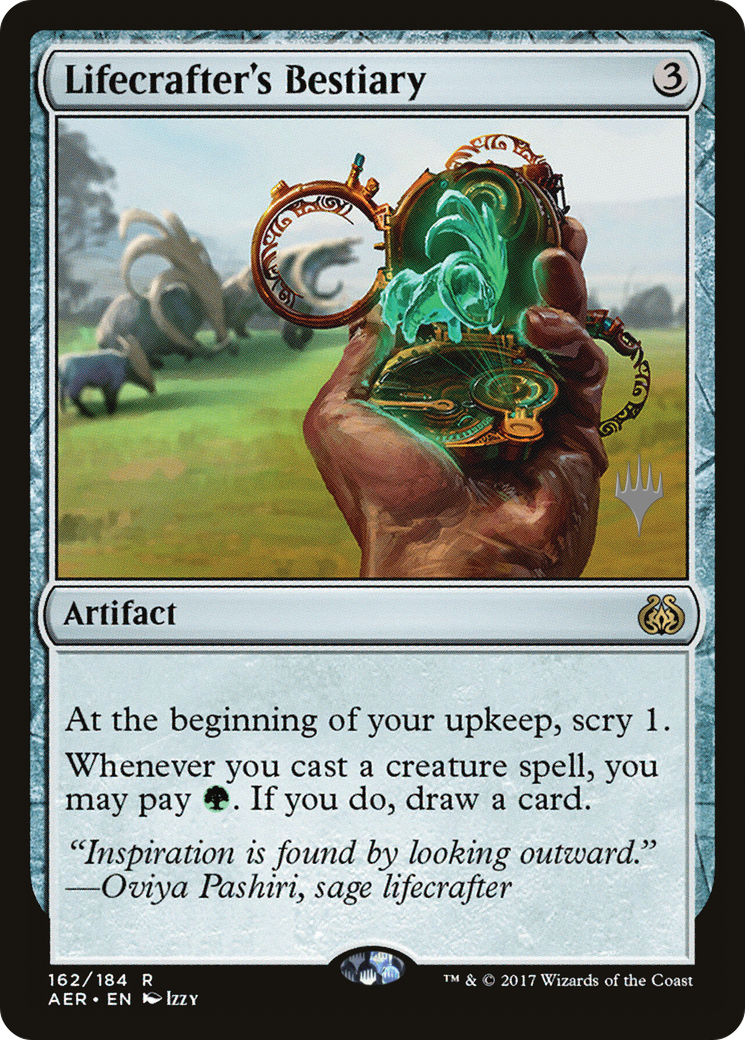 Lifecrafter's Bestiary 3
Artifact
At the beginning of your upkeep, scry 1.
Whenever you cast a creature spell, you
may pay . If you do, draw a card.
“Inspiration is found by looking outward.”
—Oviya Pashiri, sage lifecrafter
162/184 R
AER • EN Izzy
™ & © 2017 Wizards of the Coast